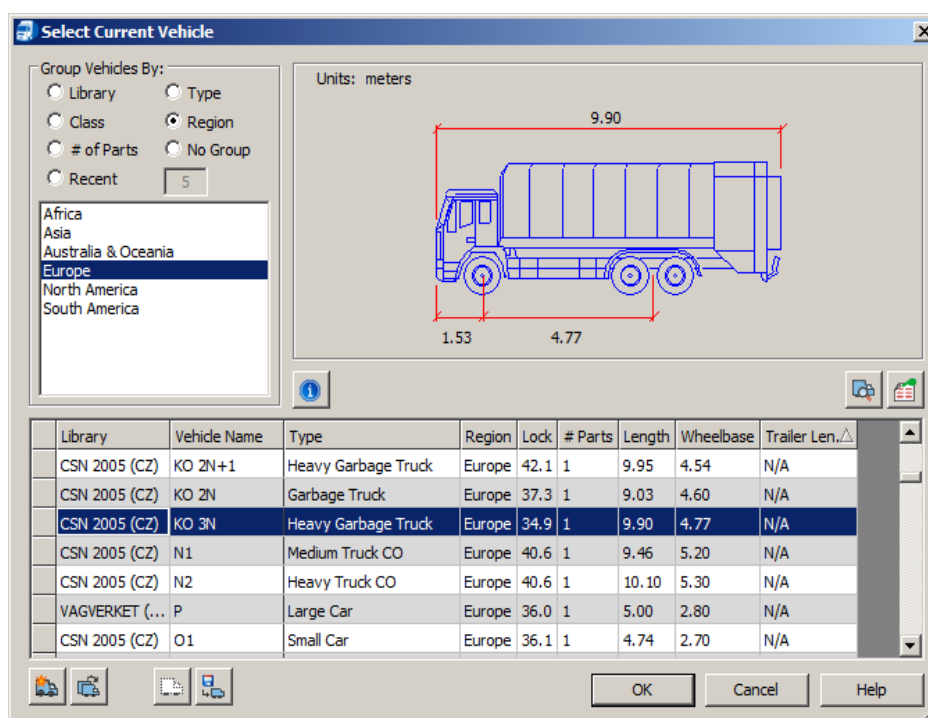 Select Current Vehicle
Group Vehicles By:
Library
Type
Class
Region
# of Parts
No Group
Recent
5
Africa
Asia
Australia & Oceania
Europe
North America
South America
Units: meters
9.90
1.53
4.77
Library Vehicle Name Type Region Lock # Parts Length Wheelbase Trailer Len...
CSN 2005 (CZ) KO 2N+1 Heavy Garbage Truck Europe 42.1 1 9.95 4.54 N/A
CSN 2005 (CZ) KO 2N Garbage Truck Europe 37.3 1 9.03 4.60 N/A
CSN 2005 (CZ) KO 3N Heavy Garbage Truck Europe 34.9 1 9.90 4.77 N/A
CSN 2005 (CZ) N1 Medium Truck CO Europe 40.6 1 9.46 5.20 N/A
CSN 2005 (CZ) N2 Heavy Truck CO Europe 40.6 1 10.10 5.30 N/A
VAGVERKET (... P Large Car Europe 36.0 1 5.00 2.80 N/A
CSN 2005 (CZ) O1 Small Car Europe 36.1 1 4.74 2.70 N/A
OK
Cancel
Help